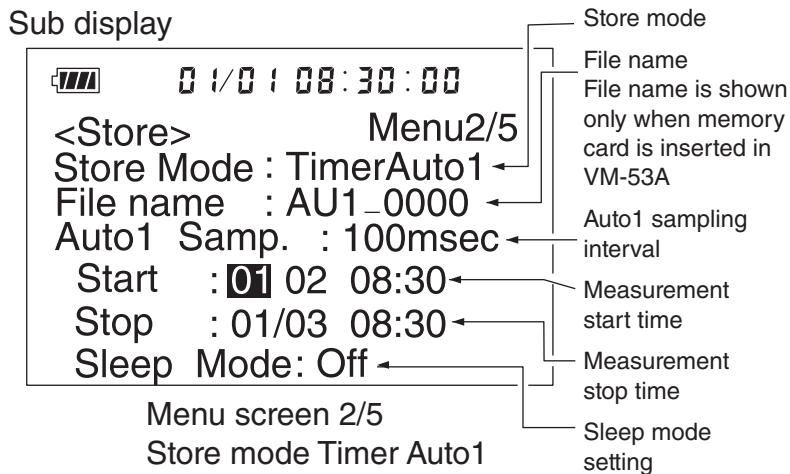 Sub display
01/01 08:30:00
<Store> Menu2/5
Store Mode : TimerAuto1
File name : AU1_0000
Auto1 Samp. : 100msec
Start : 01 02 08:30
Stop : 01/03 08:30
Sleep Mode: Off
Menu screen 2/5
Store mode Timer Auto1
Store mode
File name
File name is shown
only when memory
card is inserted in
VM-53A
Auto1 sampling
interval
Measurement
start time
Measurement
stop time
Sleep mode
setting